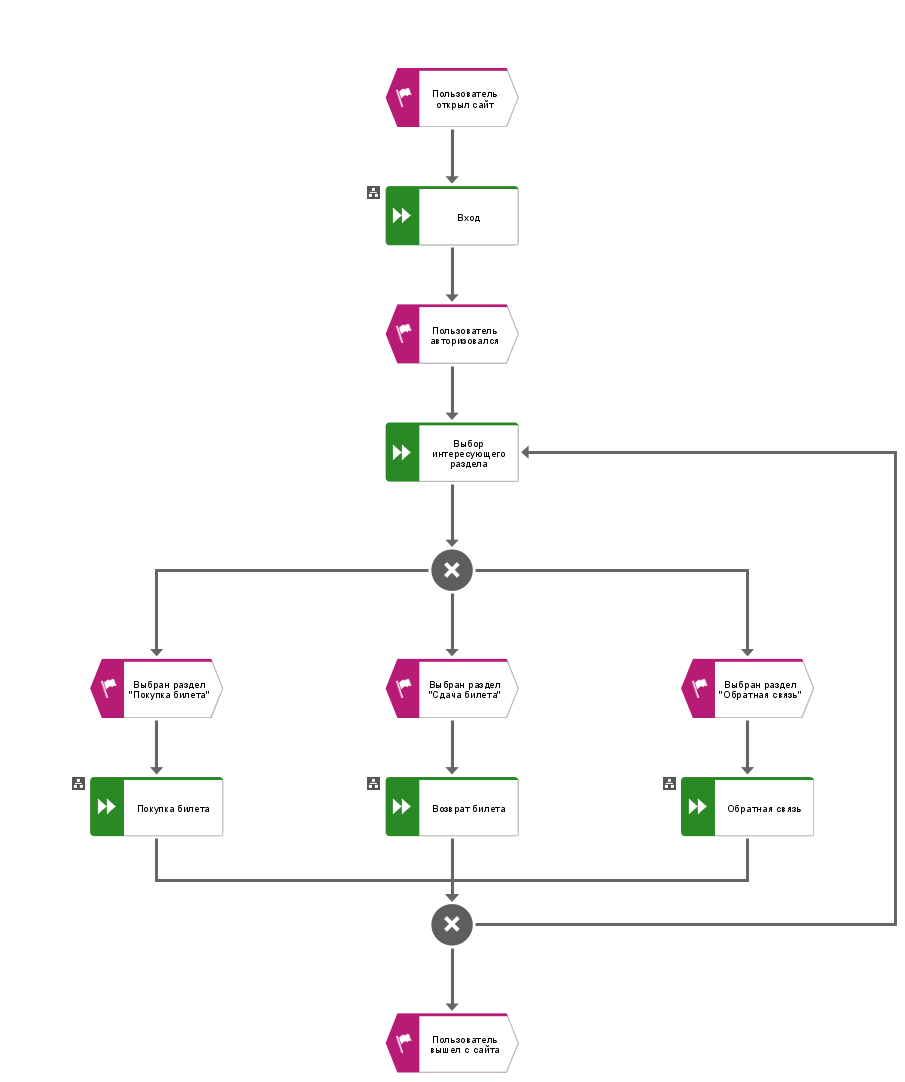 Пользователь
открыл сайт
Вход
Пользователь
авторизовался
Выбор
интересующего
раздела
Выбран раздел
"Покупка билета"
Выбран раздел
"Сдача билета"
Выбран раздел
"Обратная связь"
Покупка билета
Возврат билета
Обратная связь
Пользователь
вышел с сайта